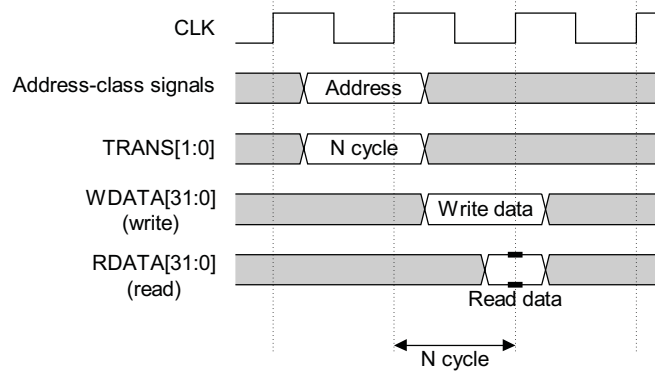 CLK
Address-class signals
Address
TRANS[1:0]
N cycle
WDATA[31:0]
(write)
Write data
RDATA[31:0]
(read)
Read data
N cycle